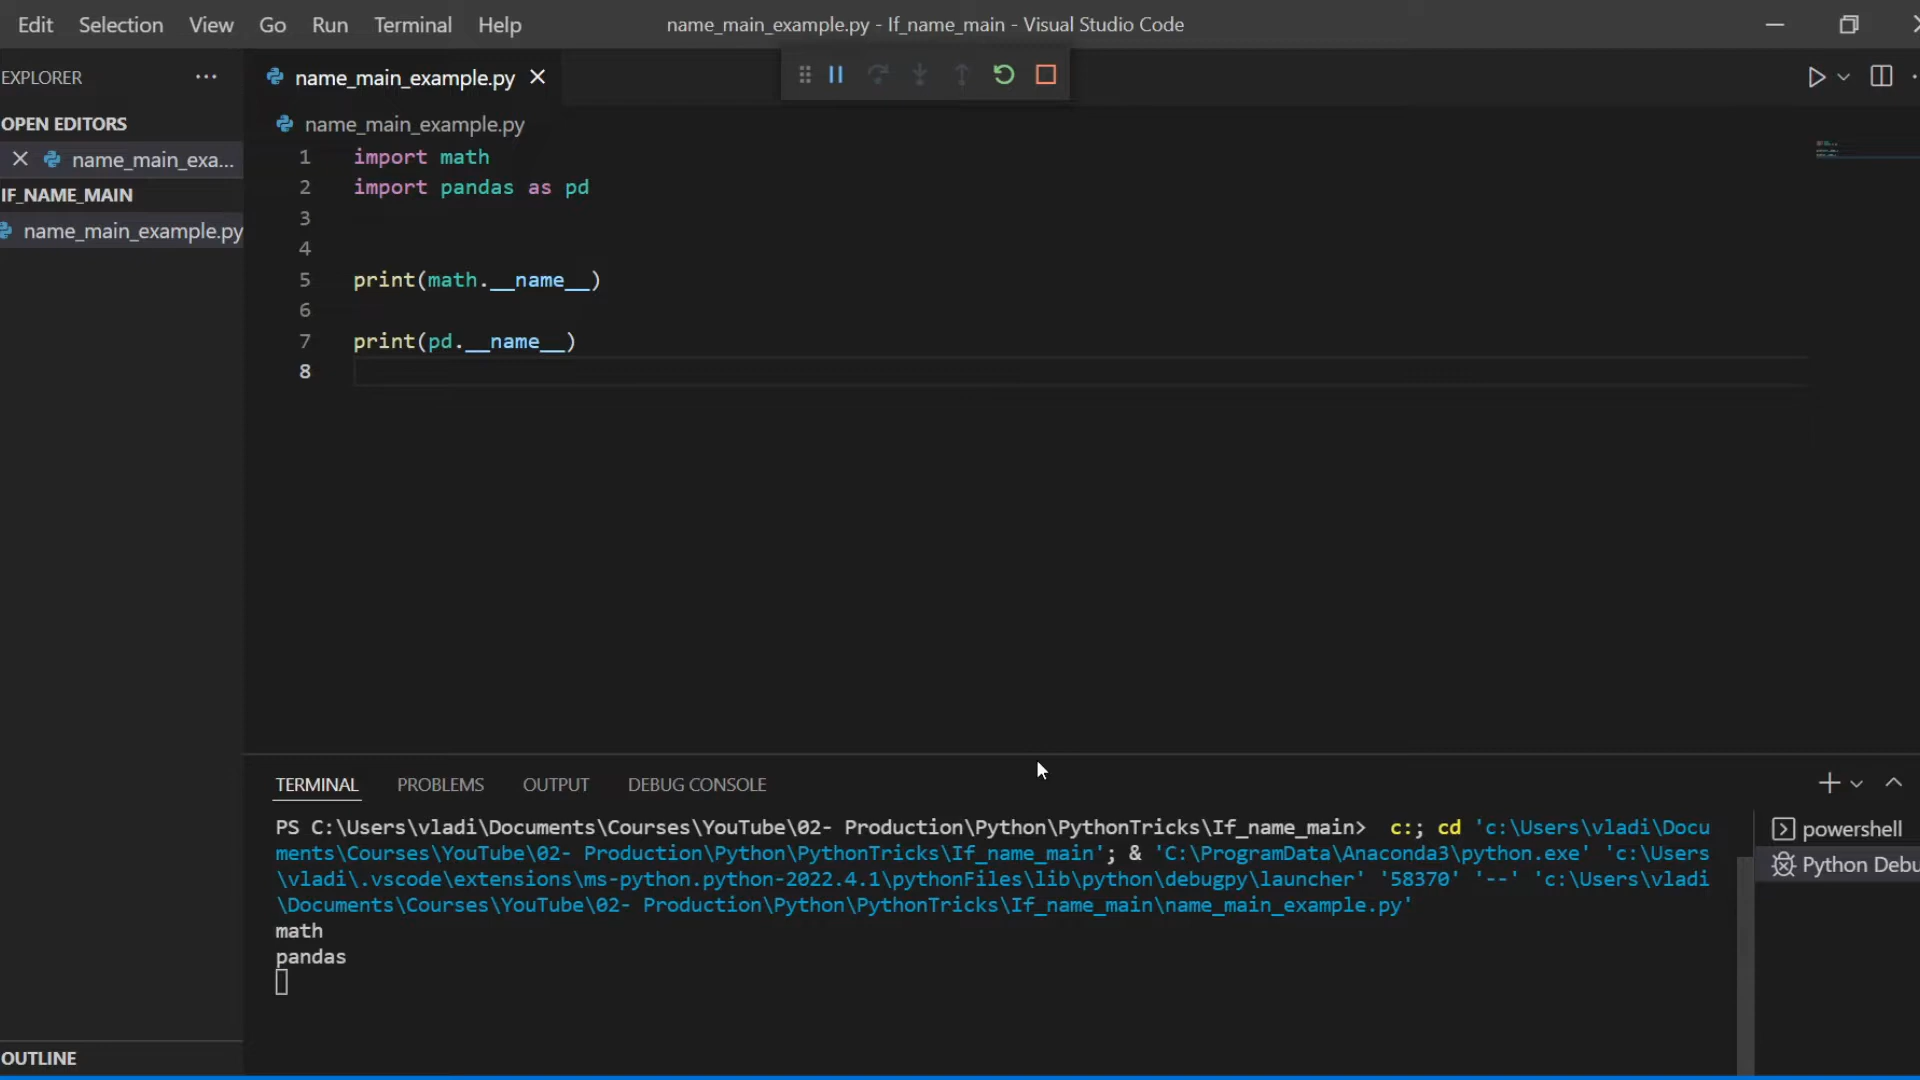 Edit Selection View Go Run Terminal Help name_main_example.py - If_name_main - Visual Studio Code
EXPLORER
OPEN EDITORS
name_main_exa...
IF_NAME_MAIN
name_main_example.py
name_main_example.py
name_main_example.py
1 import math
2 import pandas as pd
3
4
5 print(math.__name__)
6
7 print(pd.__name__)
8
TERMINAL PROBLEMS OUTPUT DEBUG CONSOLE
PS C:\Users\vladi\Documents\Courses\YouTube\02- Production\Python\PythonTricks\If_name_main> c:; cd 'c:\Users\vladi\Docu
ments\Courses\YouTube\02- Production\Python\PythonTricks\If_name_main'; & 'C:\ProgramData\Anaconda3\python.exe' 'c:\Users
\vladi\.vscode\extensions\ms-python.python-2022.4.1\pythonFiles\lib\python\debugpy\launcher' '58370' '--' 'c:\Users\vladi
\Documents\Courses\YouTube\02- Production\Python\PythonTricks\If_name_main\name_main_example.py'
math
pandas
powershell
Python Debu
OUTLINE